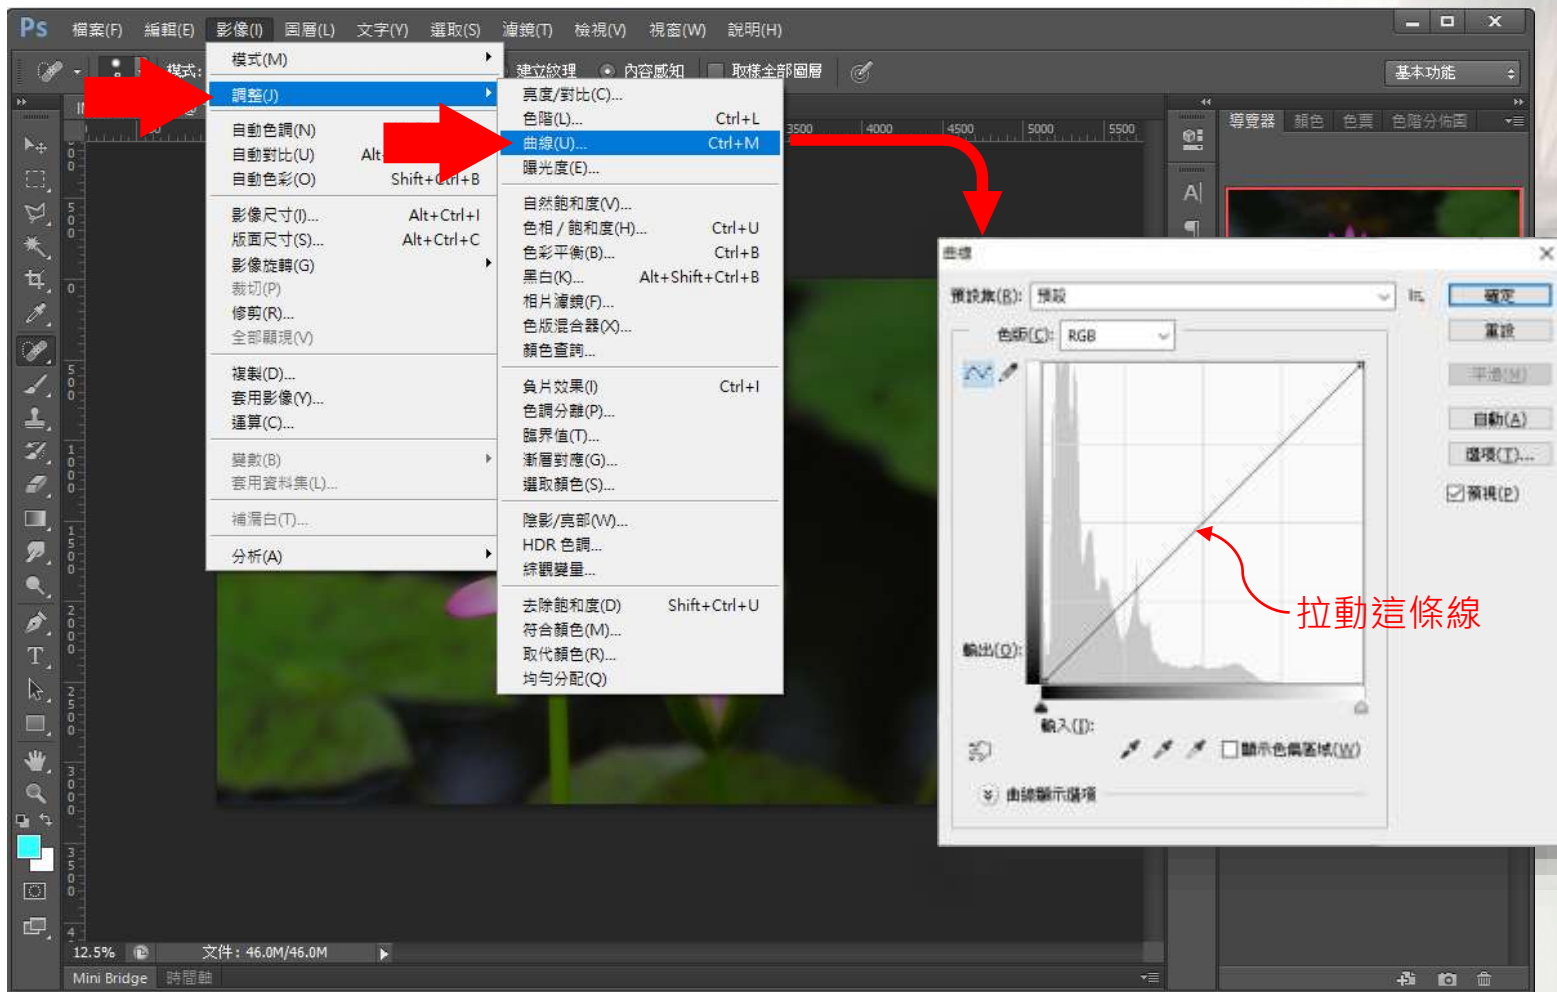 Ps 檔案(F) 編輯(E) 影像(I) 圖層(L) 文字(Y) 選取(S) 濾鏡(T) 檢視(V) 視窗(W) 說明(H)
模式: 建立紋理 內容感知 取樣全部圖層 基本功能
模式(M)
調整(J)
自動色調(N)
自動對比(U) Alt+
自動色彩(O) Shift+Ctrl+B
影像尺寸(I)... Alt+Ctrl+I
版面尺寸(S)... Alt+Ctrl+C
影像旋轉(G)
裁切(P)
修剪(R)...
全部顯現(V)
複製(D)...
套用影像(Y)...
運算(C)...
變數(B)
套用資料集(L)...
補漏白(T)...
分析(A)
亮度/對比(C)...
色階(L)... Ctrl+L
曲線(U)... Ctrl+M
曝光度(E)...
自然飽和度(V)...
色相/飽和度(H)... Ctrl+U
色彩平衡(B)... Ctrl+B
黑白(K)... Alt+Shift+Ctrl+B
相片濾鏡(F)...
色版混合器(X)...
顏色查詢...
負片效果(I) Ctrl+I
色調分離(P)...
臨界值(T)...
漸層對應(G)...
選取顏色(S)...
陰影/亮部(W)...
HDR 色調...
綜觀變量...
去除飽和度(D) Shift+Ctrl+U
符合顏色(M)...
取代顏色(R)...
均勻分配(Q)
3500 4000 4500 5000 5500
導覽器 顏色 色票 色階分佈圖
曲線
預設集(R): 預設
色版(C): RGB
確定
重設
平滑(M)
自動(A)
選項(T)...
預視(P)
拉動這條線
輸出(O):
輸入(I):
顯示色偏區域(W)
曲線顯示選項
12.5% 文件: 46.0M/46.0M
Mini Bridge 時間軸